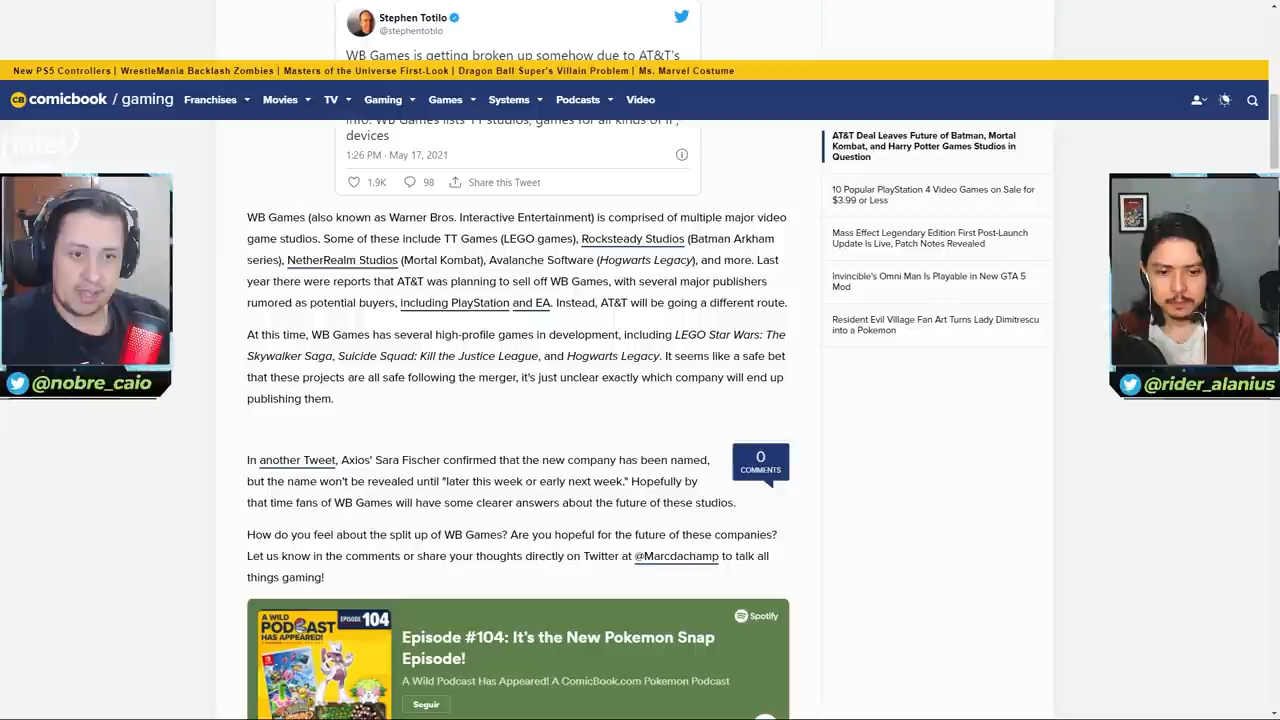 Stephen Totilo
@stephentotilo
WB Games is getting broken up somehow due to AT&T's
New PS5 Controllers | WrestleMania Backlash Zombies | Masters of the Universe First-Look | Dragon Ball Super's Villain Problem | Ms. Marvel Costume
CB comicbook / gaming Franchises Movies TV Gaming Games Systems Podcasts Video
info. WB Games lists TT studios, games for all kinds of IP,
devices
1:26 PM · May 17, 2021
1.9K 98 Share this Tweet
WB Games (also known as Warner Bros. Interactive Entertainment) is comprised of multiple major video
game studios. Some of these include TT Games (LEGO games), Rocksteady Studios (Batman Arkham
series), NetherRealm Studios (Mortal Kombat), Avalanche Software (Hogwarts Legacy), and more. Last
year there were reports that AT&T was planning to sell off WB Games, with several major publishers
rumored as potential buyers, including PlayStation and EA. Instead, AT&T will be going a different route.
At this time, WB Games has several high-profile games in development, including LEGO Star Wars: The
Skywalker Saga, Suicide Squad: Kill the Justice League, and Hogwarts Legacy. It seems like a safe bet
that these projects are all safe following the merger, it's just unclear exactly which company will end up
publishing them.
In another Tweet, Axios' Sara Fischer confirmed that the new company has been named,
but the name won't be revealed until "later this week or early next week." Hopefully by
that time fans of WB Games will have some clearer answers about the future of these studios.
0
COMMENTS
How do you feel about the split up of WB Games? Are you hopeful for the future of these companies?
Let us know in the comments or share your thoughts directly on Twitter at @Marcdachamp to talk all
things gaming!
A WILD
PODCAST
HAS APPEARED!
EPISODE 104
Spotify
Episode #104: It's the New Pokemon Snap
Episode!
A Wild Podcast Has Appeared! A ComicBook.com Pokemon Podcast
Seguir
AT&T Deal Leaves Future of Batman, Mortal
Kombat, and Harry Potter Games Studios in
Question
10 Popular PlayStation 4 Video Games on Sale for
$3.99 or Less
Mass Effect Legendary Edition First Post-Launch
Update Is Live, Patch Notes Revealed
Invincible's Omni Man Is Playable in New GTA 5
Mod
Resident Evil Village Fan Art Turns Lady Dimitrescu
into a Pokemon
intel
@nobre_caio
@rider_alanius